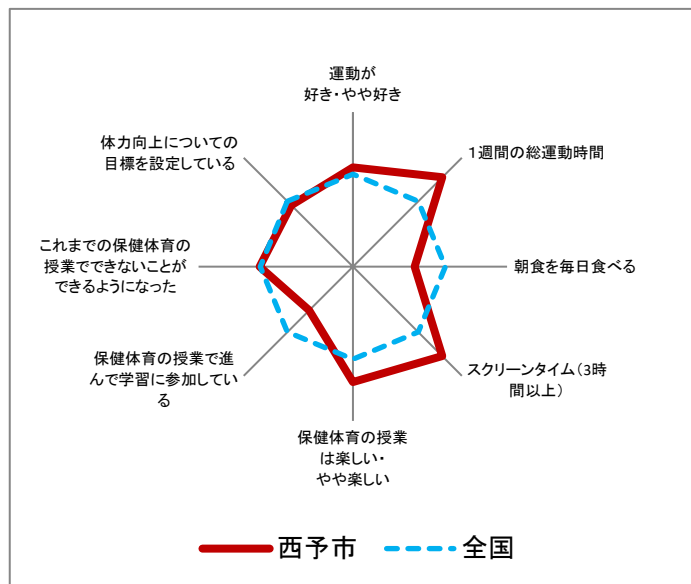 運動が
好き・やや好き
体力向上についての
目標を設定している
1週間の総運動時間
これまでの保健体育の
授業でできないことが
できるようになった
朝食を毎日食べる
保健体育の授業で進
んで学習に参加している
スクリーンタイム(3時
間以上)
保健体育の授業
は楽しい・
やや楽しい
西予市
全国